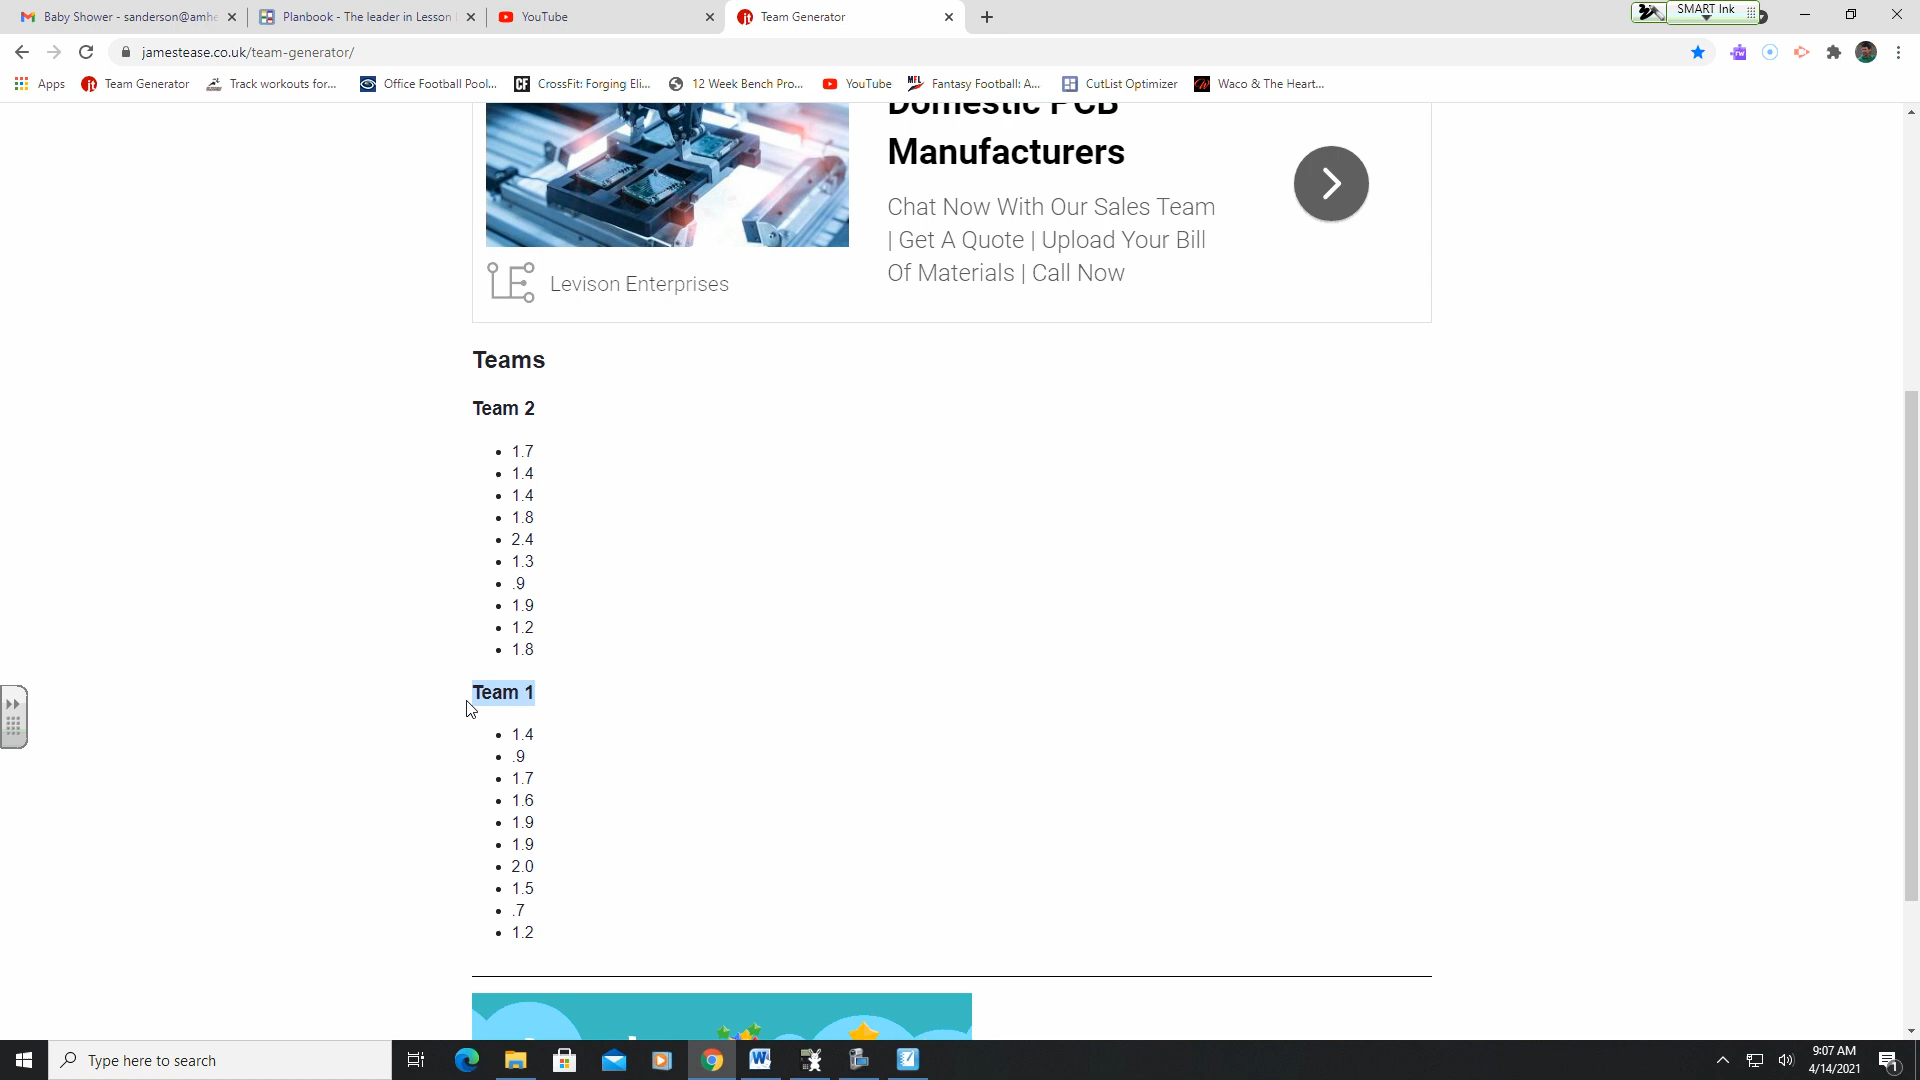 Baby Shower - sanderson@amhe
Planbook - The leader in Lesson
YouTube
Team Generator
SMART Ink
jamestease.co.uk/team-generator/
Apps
Team Generator
Track workouts for...
Office Football Pool...
CrossFit: Forging Eli...
12 Week Bench Pro...
YouTube
Fantasy Football: A...
CutList Optimizer
Waco & The Heart...
Domestic PCB
Manufacturers
Chat Now With Our Sales Team
| Get A Quote | Upload Your Bill
Of Materials | Call Now
Levison Enterprises
Teams
Team 2
• 1.7
• 1.4
• 1.4
• 1.8
• 2.4
• 1.3
• .9
• 1.9
• 1.2
• 1.8
Team 1
• 1.4
• .9
• 1.7
• 1.6
• 1.9
• 1.9
• 2.0
• 1.5
• .7
• 1.2
Type here to search
9:07 AM
4/14/2021